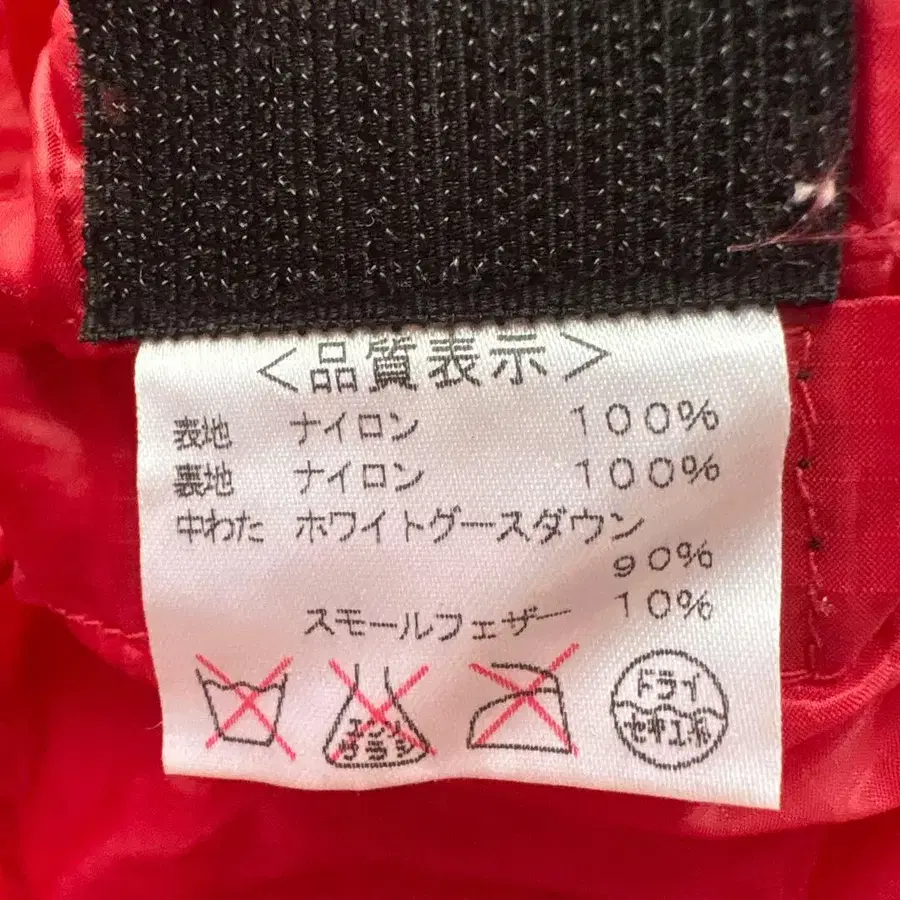 <品質表示>
表地 ナイロン 100%
裏地 ナイロン 100%
中わた ホワイトグースダウン
90%
スモールフェザー 10%
エンソ
サラシ
ドライ
セキユ系